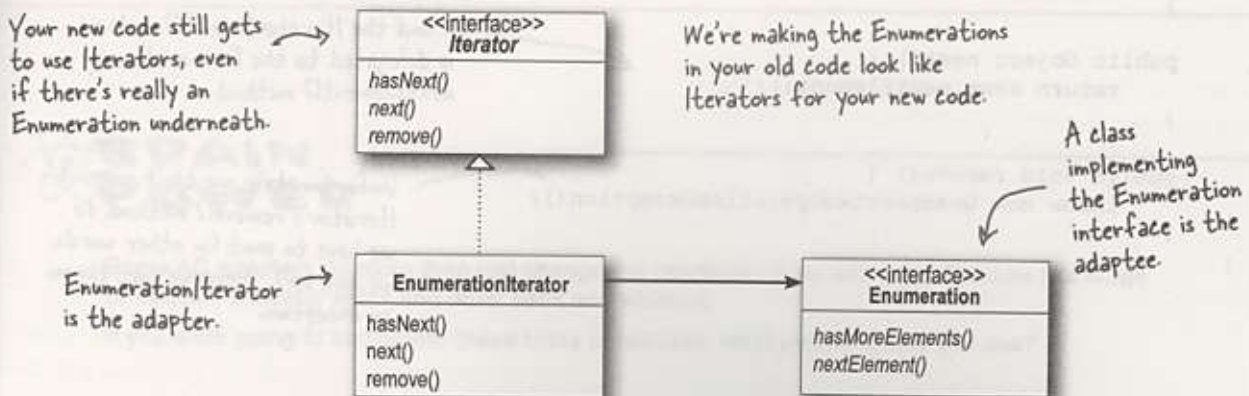 Your new code still gets
to use Iterators, even
if there's really an
Enumeration underneath.
<<interface>>
Iterator
hasNext()
next()
remove()
We're making the Enumerations
in your old code look like
Iterators for your new code.
A class
implementing
the Enumeration
interface is the
adaptee.
EnumerationIterator
is the adapter.
EnumerationIterator
hasNext()
next()
remove()
<<interface>>
Enumeration
hasMoreElements()
nextElement()